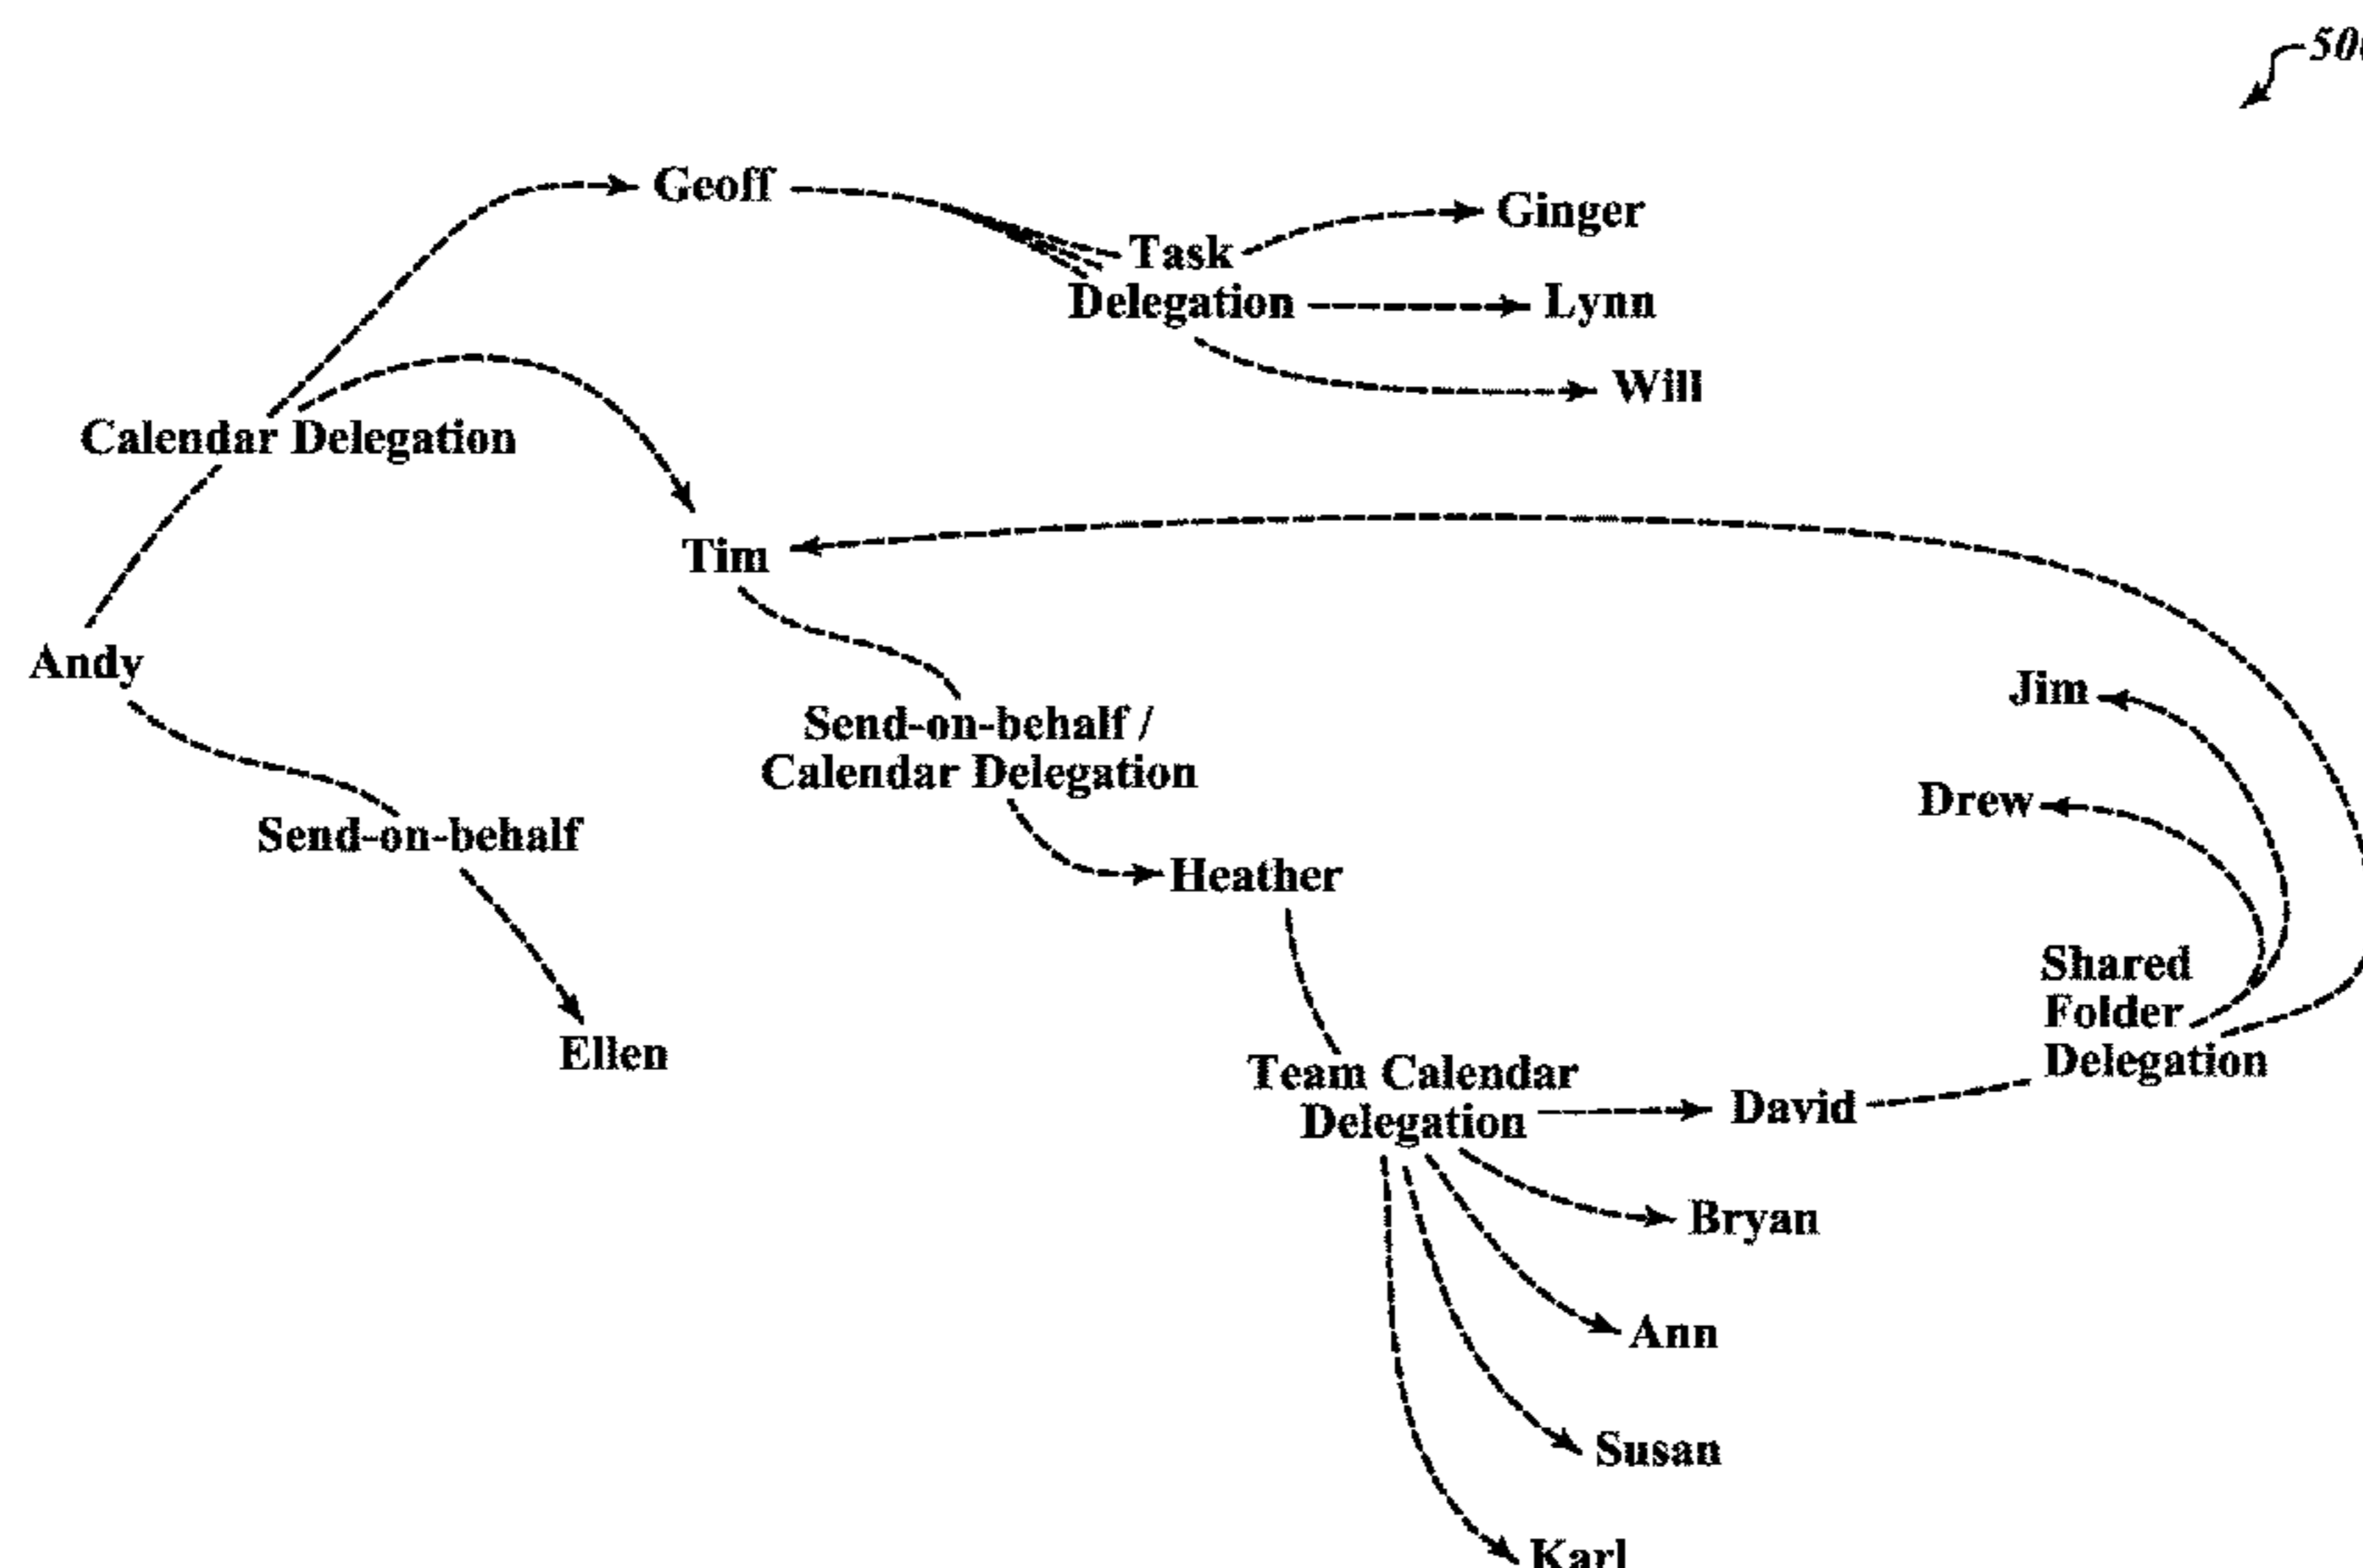 Geoff
Ginger
Task
Delegation
Lynn
Will
Calendar Delegation
Tim
Andy
Jim
Send-on-behalf /
Calendar Delegation
Drew
Send-on-behalf
Heather
Shared
Folder
Delegation
Ellen
Team Calendar
Delegation
David
Bryan
Ann
Susan
Karl